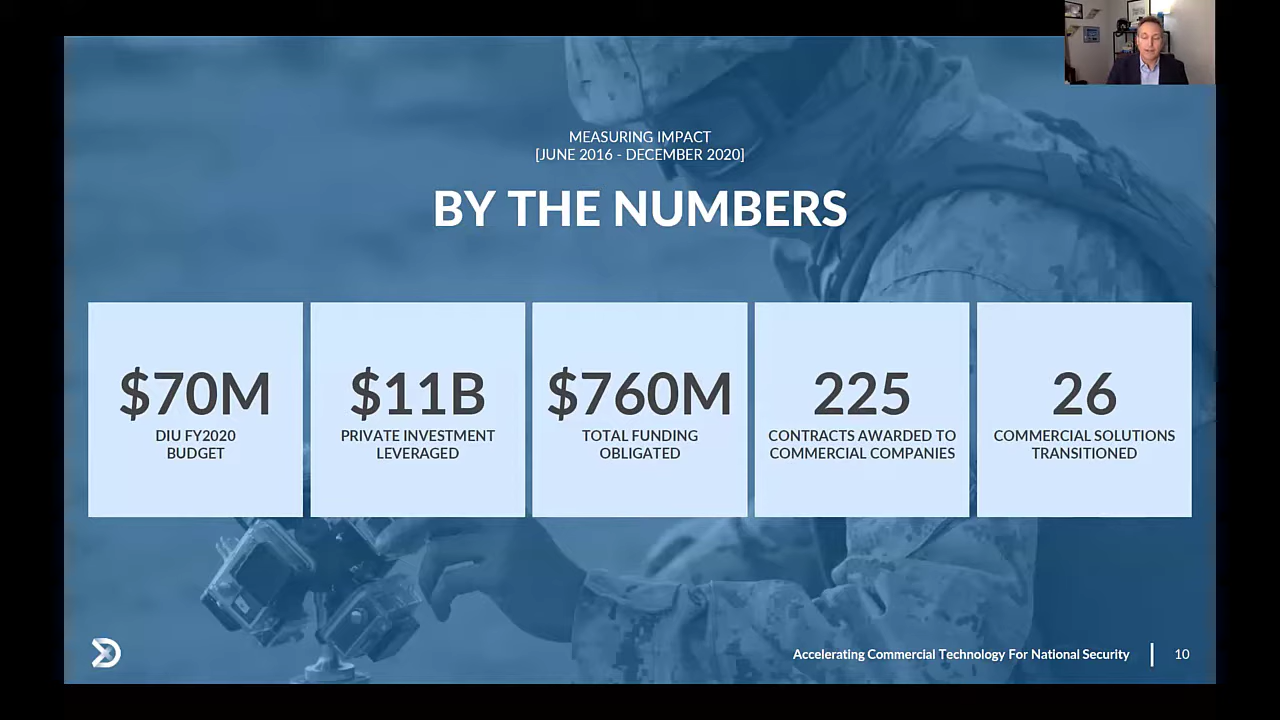 MEASURING IMPACT
[JUNE 2016 - DECEMBER 2020]
BY THE NUMBERS
$70M
DIU FY2020
BUDGET
$11B
PRIVATE INVESTMENT
LEVERAGED
$760M
TOTAL FUNDING
OBLIGATED
225
CONTRACTS AWARDED TO
COMMERCIAL COMPANIES
26
COMMERCIAL SOLUTIONS
TRANSITIONED
Accelerating Commercial Technology For National Security
10